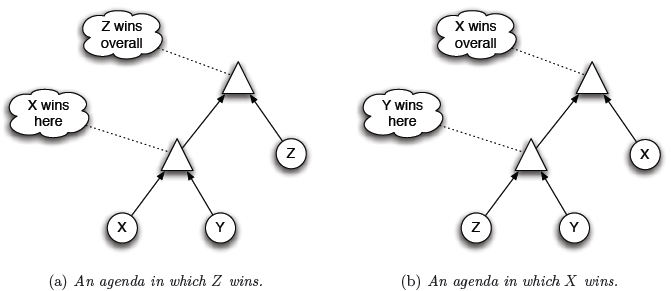 Z wins
overall
X wins
here
Z
X
Y
(a) An agenda in which Z wins.
X wins
overall
Y wins
here
X
Z
Y
(b) An agenda in which X wins.